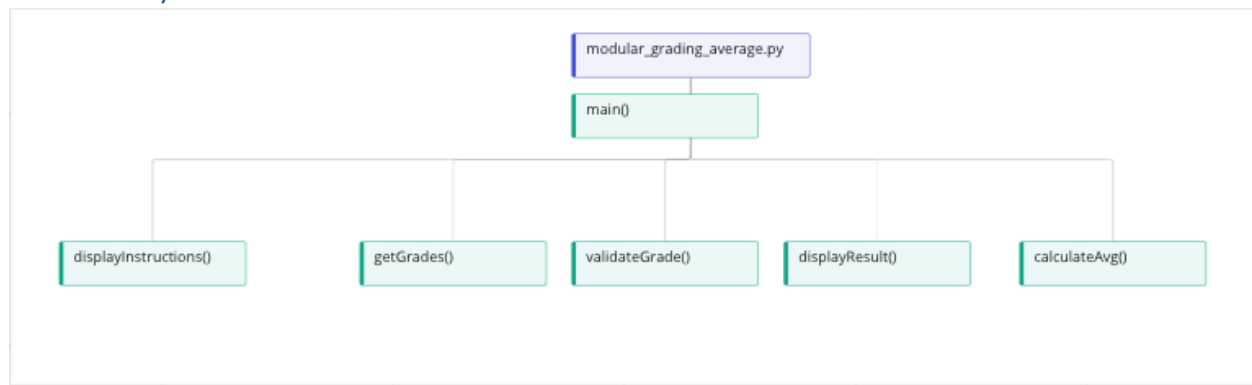 modular_grading_average.py
main()
displayInstructions()
getGrades()
validateGrade()
displayResult()
calculateAvg()